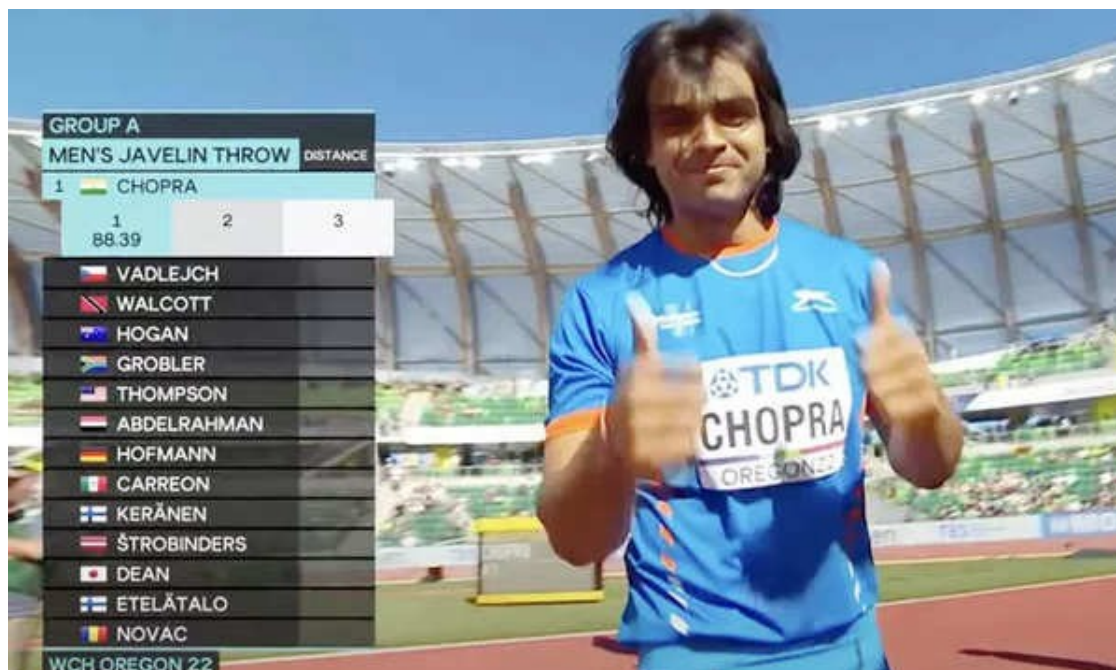 GROUP A
MEN'S JAVELIN THROW DISTANCE
1 CHOPRA
1 2 3
88.39
VADLEJCH
WALCOTT
HOGAN
GROBLER
THOMPSON
ABDELRAHMAN
HOFMANN
CARREON
KERÄNEN
ŠTROBINDERS
DEAN
ETELÄTALO
NOVAC
WCH OREGON 22
TDK
CHOPRA
OREGON22
CHOPRA